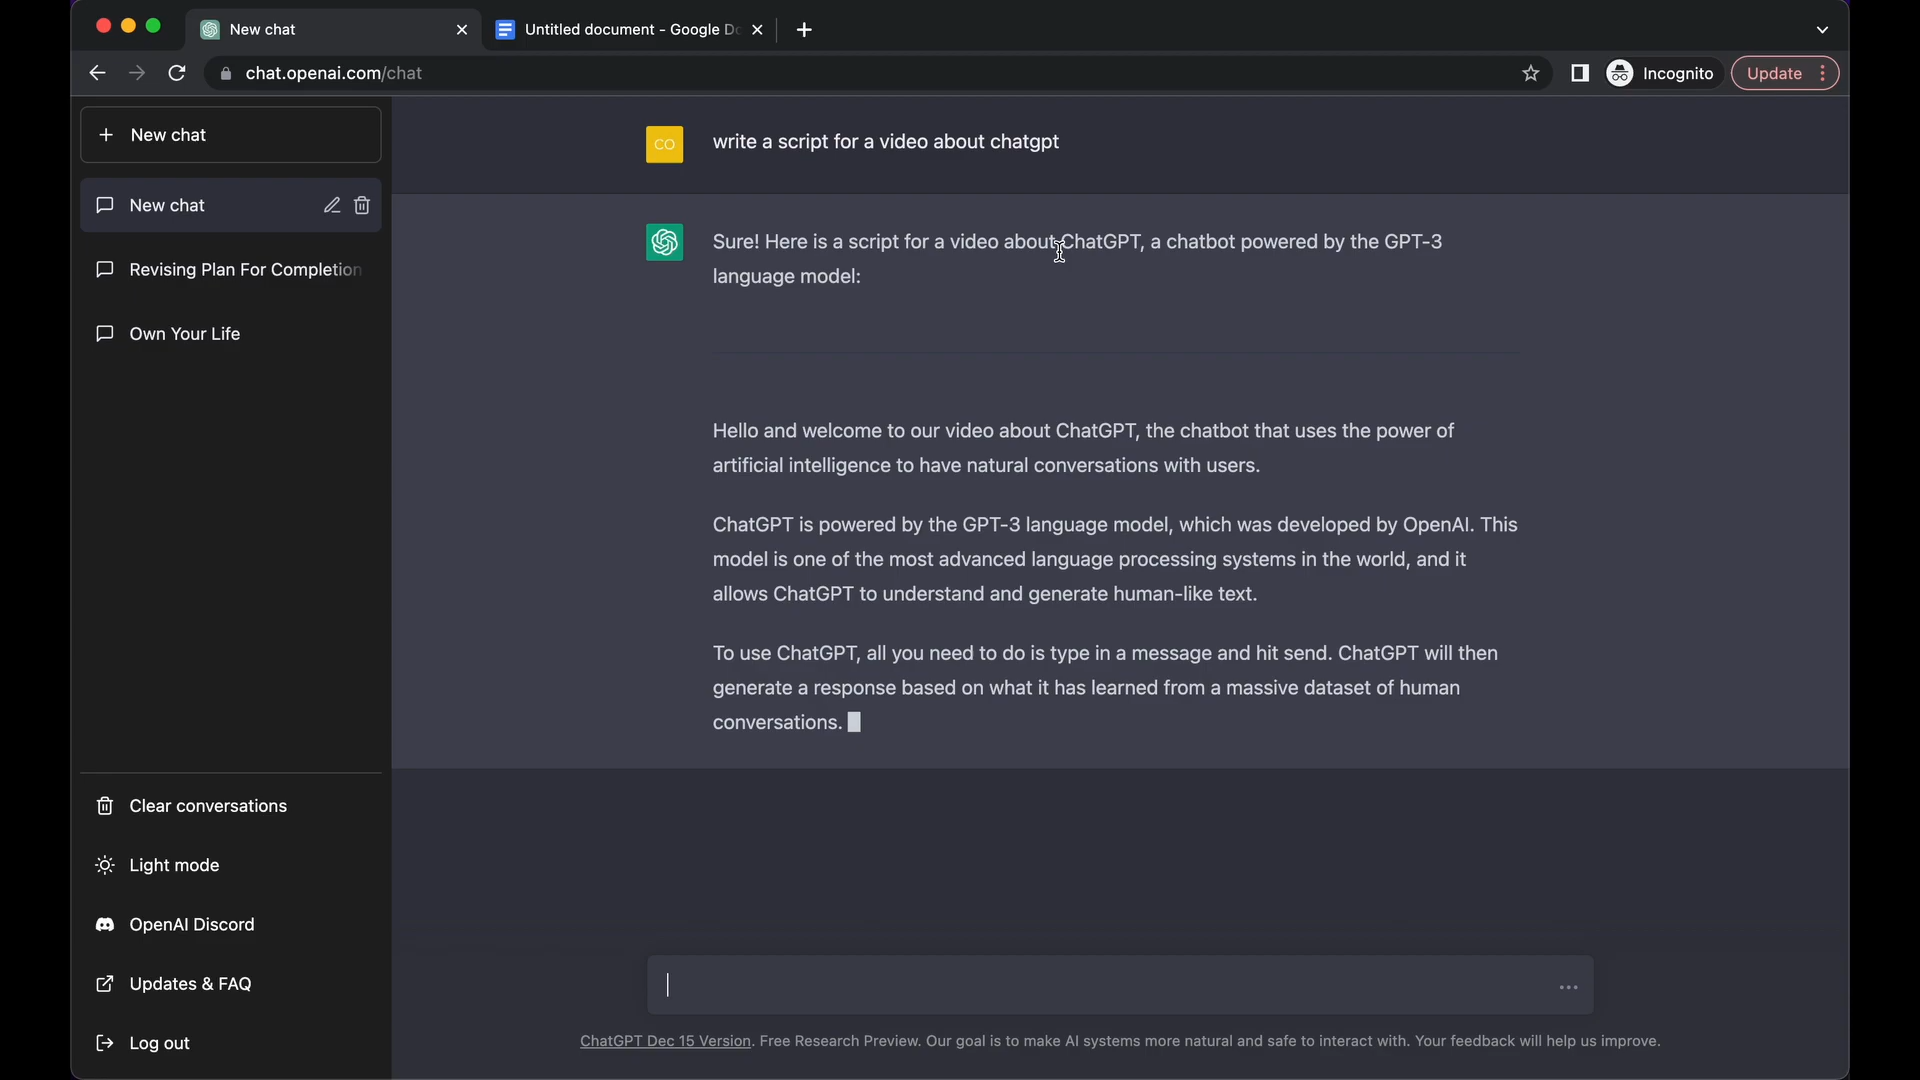 New chat
Untitled document - Google Do
chat.openai.com/chat
Incognito
Update
New chat
New chat
Revising Plan For Completion
Own Your Life
Clear conversations
Light mode
OpenAI Discord
Updates & FAQ
Log out
CO
write a script for a video about chatgpt
Sure! Here is a script for a video about ChatGPT, a chatbot powered by the GPT-3
language model:
Hello and welcome to our video about ChatGPT, the chatbot that uses the power of
artificial intelligence to have natural conversations with users.
ChatGPT is powered by the GPT-3 language model, which was developed by OpenAI. This
model is one of the most advanced language processing systems in the world, and it
allows ChatGPT to understand and generate human-like text.
To use ChatGPT, all you need to do is type in a message and hit send. ChatGPT will then
generate a response based on what it has learned from a massive dataset of human
conversations.
ChatGPT Dec 15 Version. Free Research Preview. Our goal is to make AI systems more natural and safe to interact with. Your feedback will help us improve.